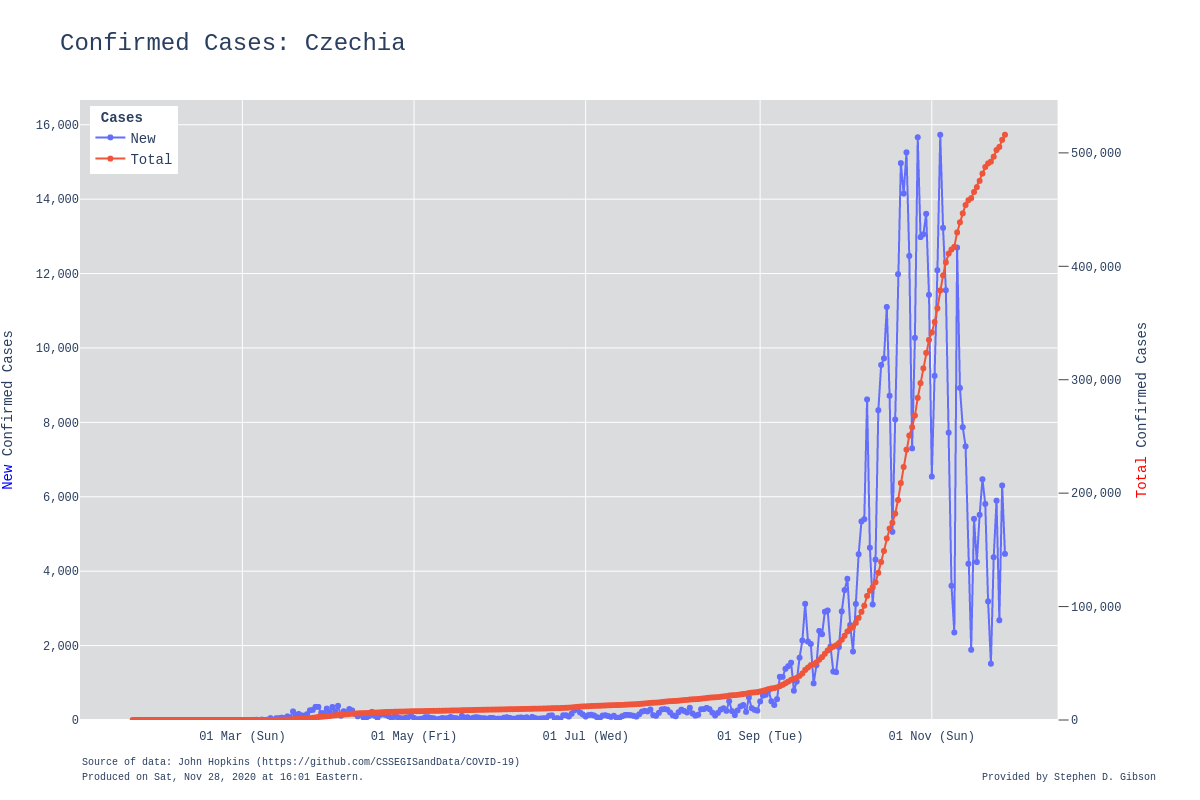 Confirmed Cases: Czechia
Cases
New
Total
16,000
14,000
12,000
10,000
8,000
6,000
4,000
2,000
0
New Confirmed Cases
500,000
400,000
300,000
200,000
100,000
0
Total Confirmed Cases
01 Mar (Sun)
01 May (Fri)
01 Jul (Wed)
01 Sep (Tue)
01 Nov (Sun)
Source of data: John Hopkins (https://github.com/CSSEGISandData/COVID-19)
Produced on Sat, Nov 28, 2020 at 16:01 Eastern.
Provided by Stephen D. Gibson